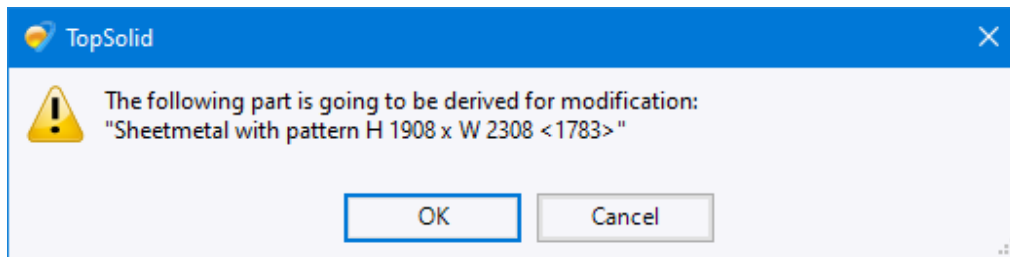 TopSolid
The following part is going to be derived for modification:
"Sheetmetal with pattern H 1908 x W 2308 <1783>"
OK
Cancel